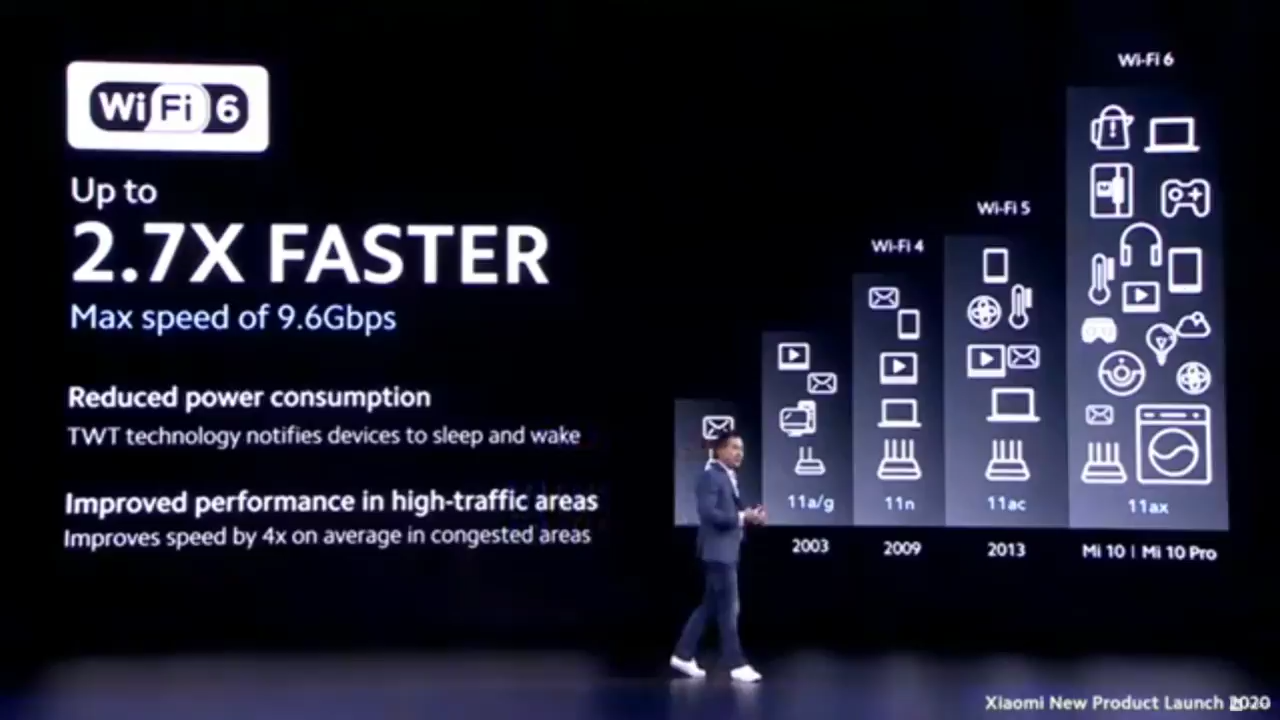 WiFi 6
Up to
2.7X FASTER
Max speed of 9.6Gbps
Reduced power consumption
TWT technology notifies devices to sleep and wake
Improved performance in high-traffic areas
Improves speed by 4x on average in congested areas
Wi-Fi 4
Wi-Fi 5
Wi-Fi 6
11a/g
11n
11ac
11ax
2003
2009
2013
Mi 10 | Mi 10 Pro
Xiaomi New Product Launch 2020